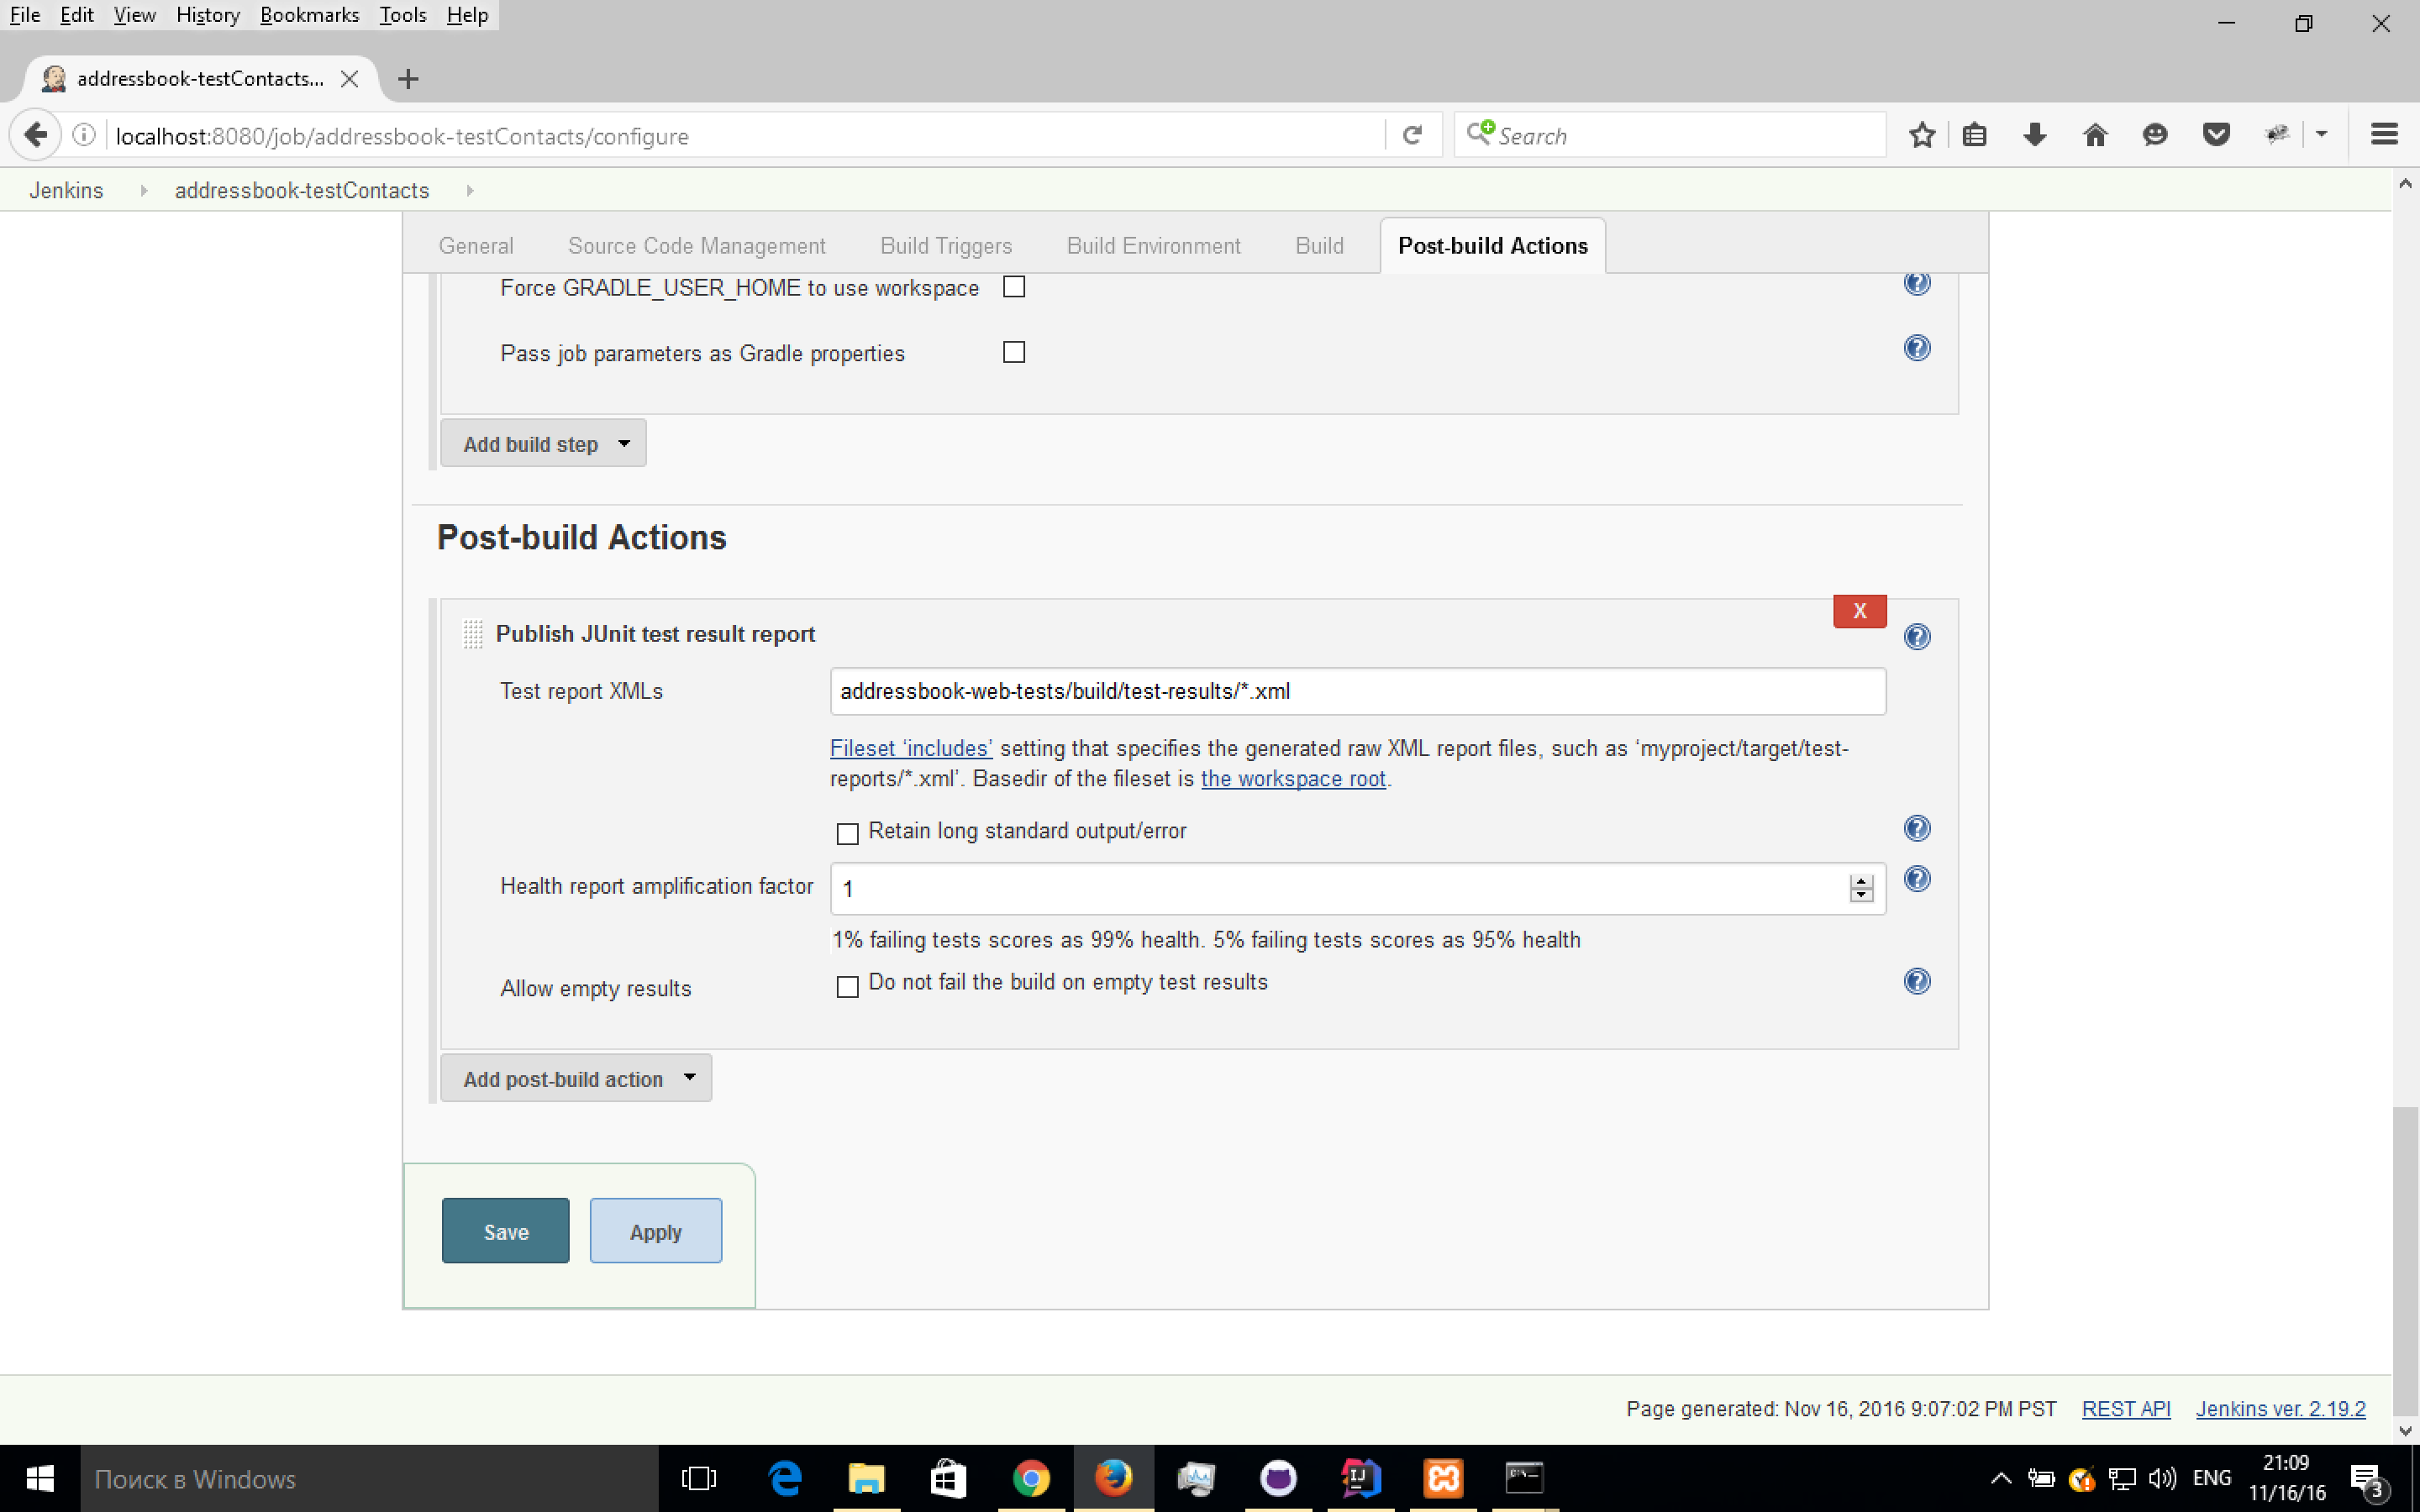 File Edit View History Bookmarks Tools Help
addressbook-testContacts...
localhost:8080/job/addressbook-testContacts/configure
Search
Jenkins addressbook-testContacts
General Source Code Management Build Triggers Build Environment Build Post-build Actions
Force GRADLE_USER_HOME to use workspace
Pass job parameters as Gradle properties
Add build step
Post-build Actions
X
Publish JUnit test result report
Test report XMLs addressbook-web-tests/build/test-results/*.xml
Fileset ‘includes’ setting that specifies the generated raw XML report files, such as ‘myproject/target/test-
reports/*.xml’. Basedir of the fileset is the workspace root.
Retain long standard output/error
Health report amplification factor 1
1% failing tests scores as 99% health. 5% failing tests scores as 95% health
Allow empty results Do not fail the build on empty test results
Add post-build action
Save Apply
Page generated: Nov 16, 2016 9:07:02 PM PST REST API Jenkins ver. 2.19.2
Поиск в Windows
ENG
21:09
11/16/16
3